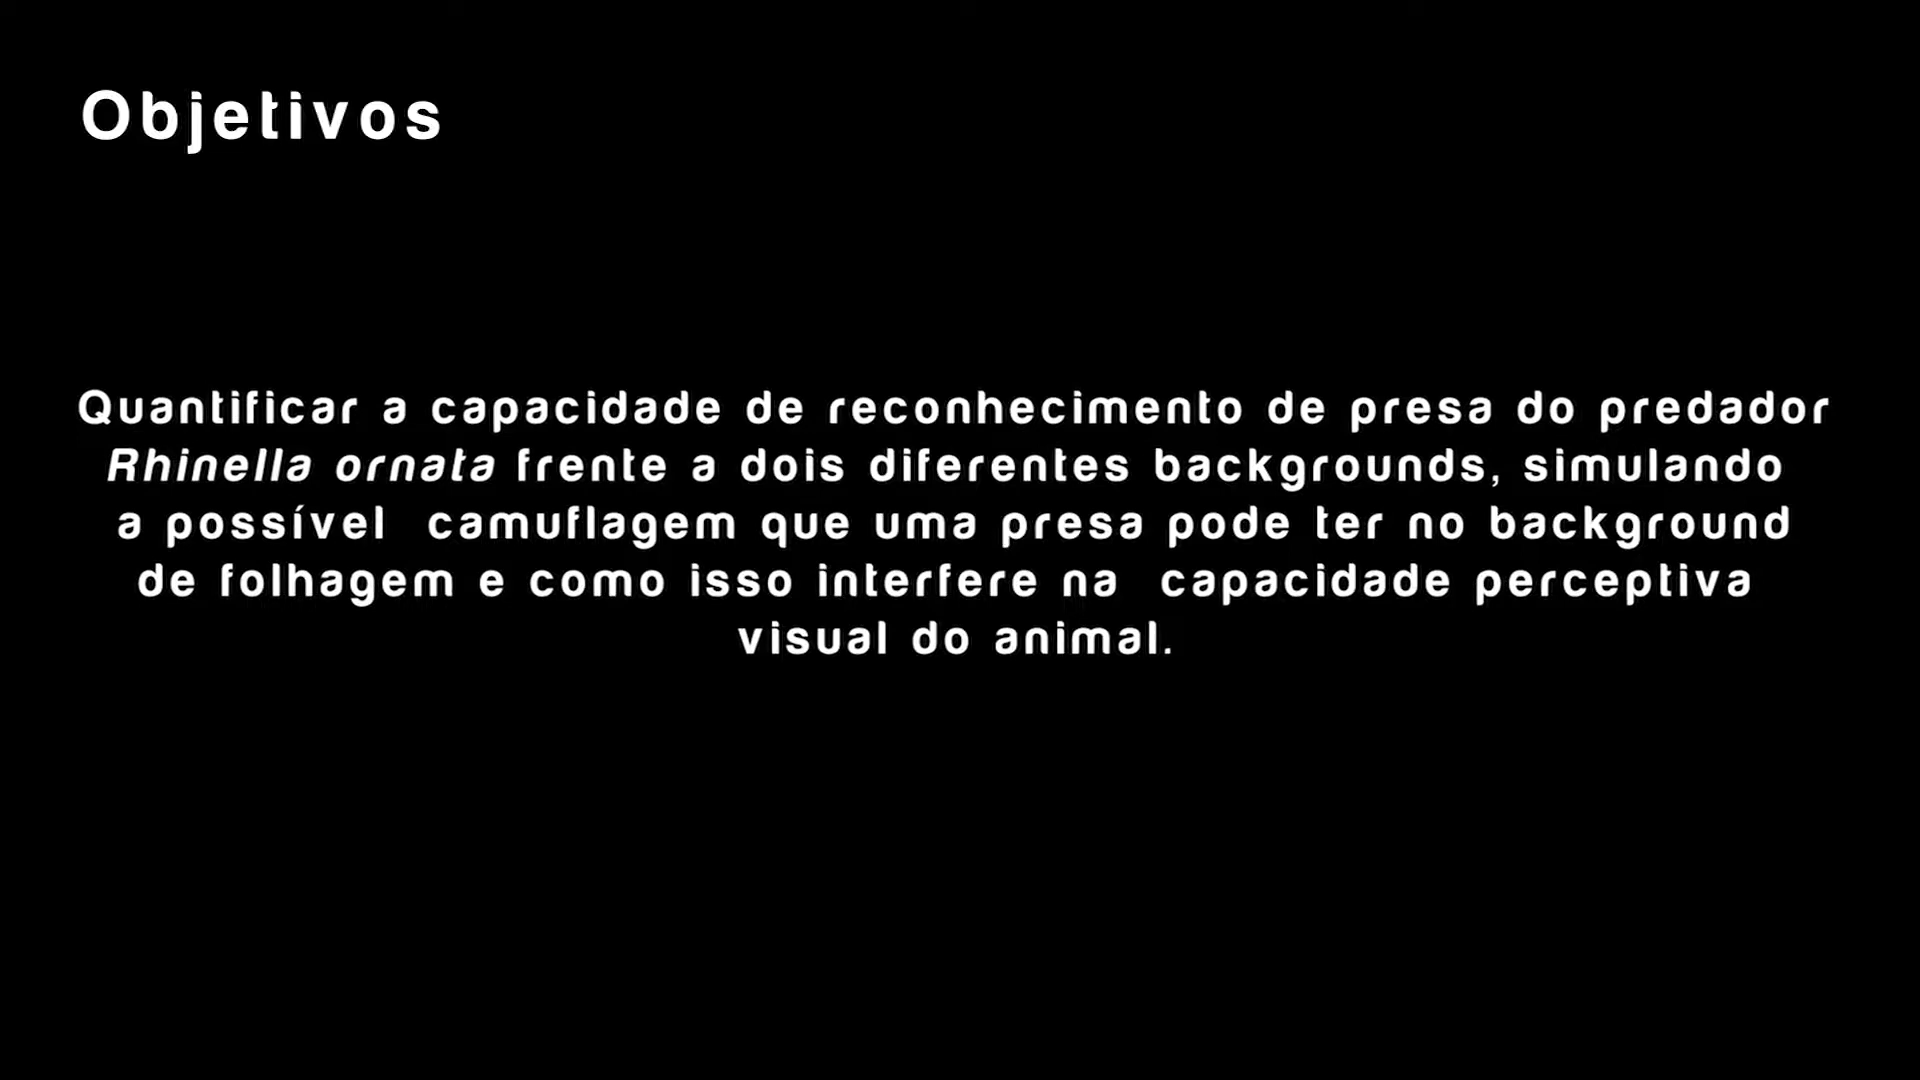 Objetivos
Quantificar a capacidade de reconhecimento de presa do predador
Rhinella ornata frente a dois diferentes backgrounds, simulando
a possível  camuflagem que uma presa pode ter no background
de folhagem e como isso interfere na  capacidade perceptiva
visual do animal.